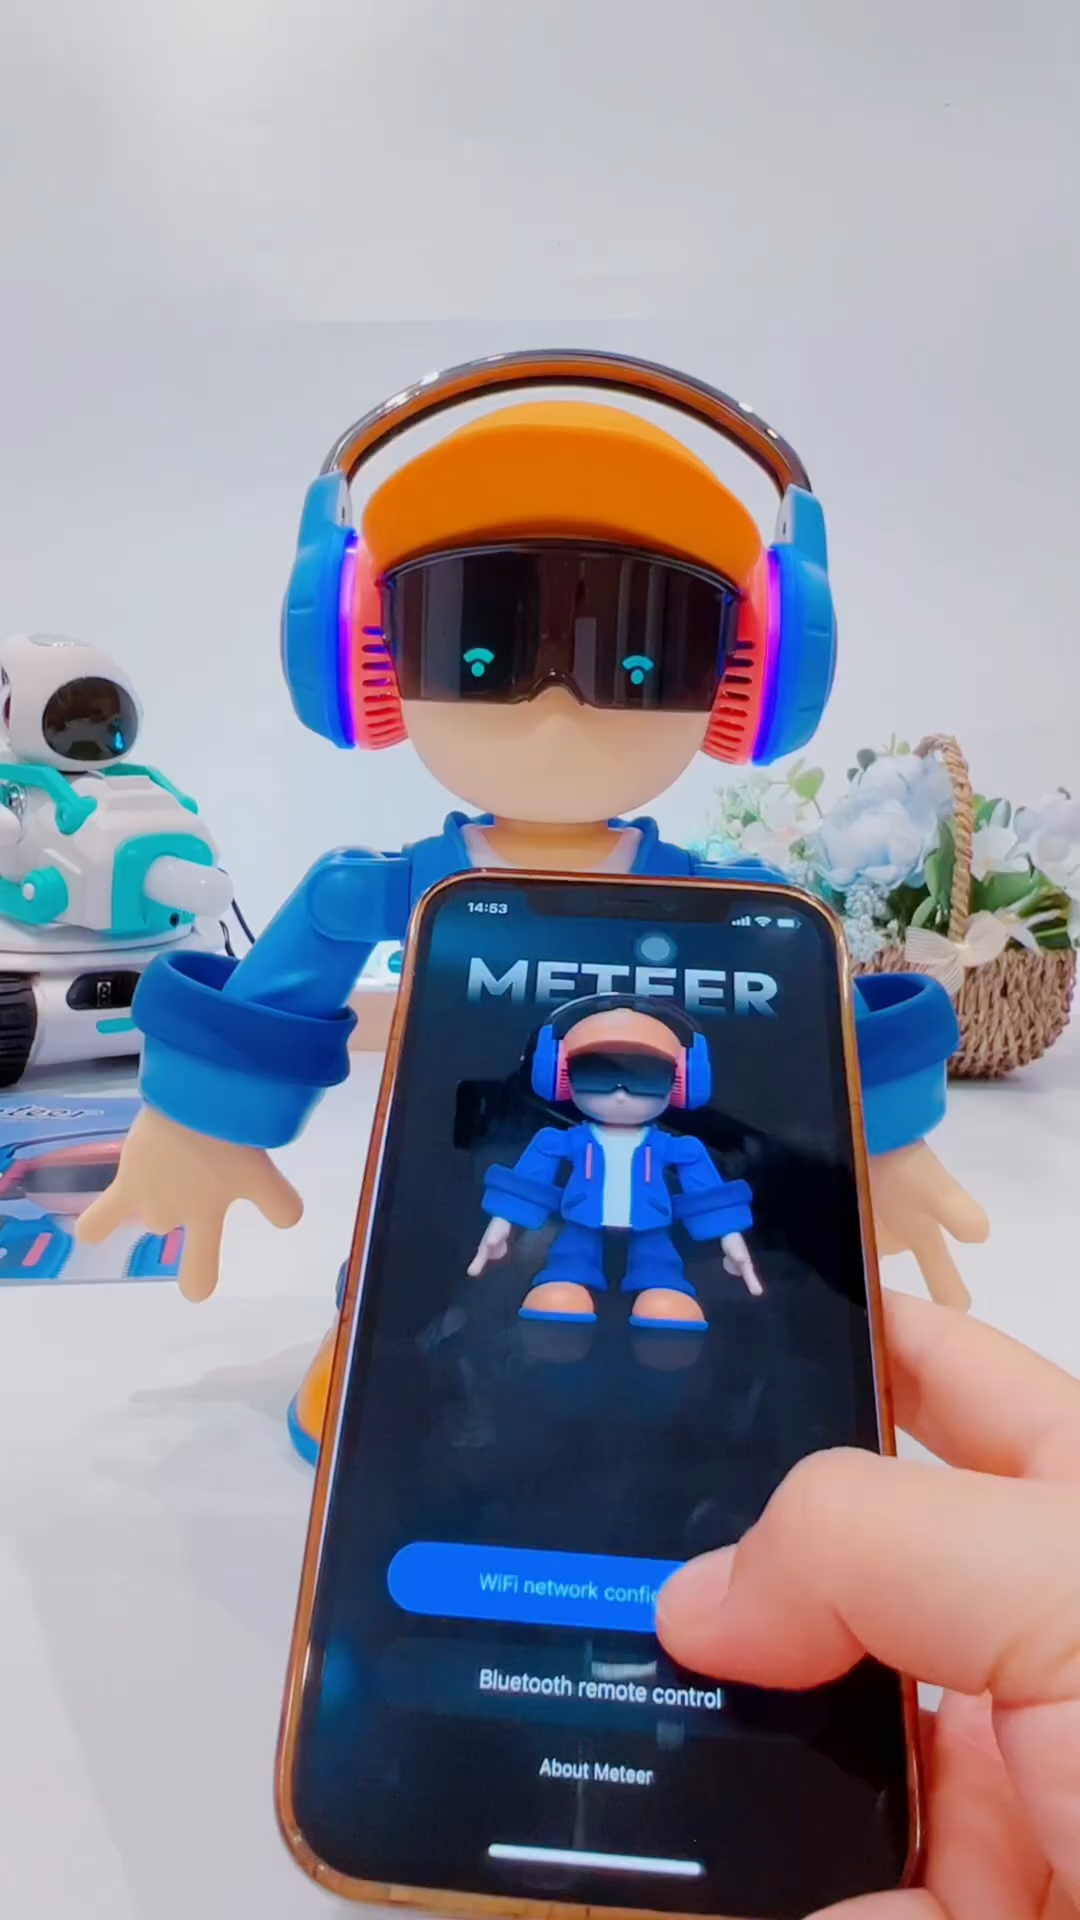 14:53
METEER
WiFi network confi
Bluetooth remote control
About Meteer